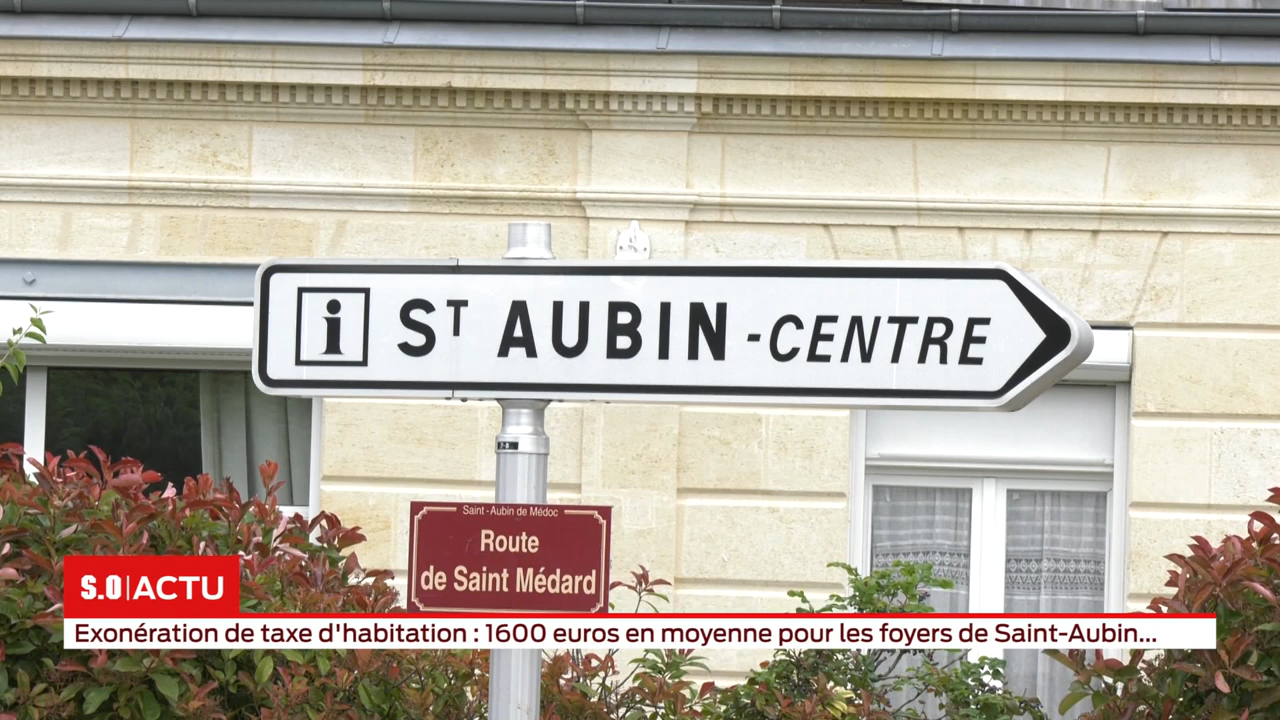 i ST AUBIN - CENTRE
Saint-Aubin de Médoc
Route
de Saint Médard
S.O|ACTU
Exonération de taxe d'habitation : 1600 euros en moyenne pour les foyers de Saint-Aubin...